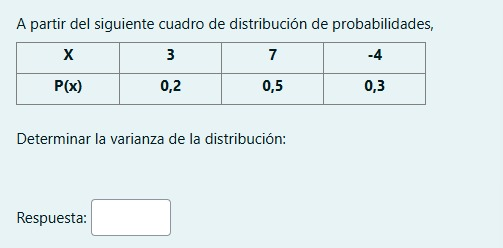 A partir del siguiente cuadro de distribución de probabilidades,
X 3 7 -4
P(x) 0,2 0,5 0,3
Determinar la varianza de la distribución:
Respuesta: